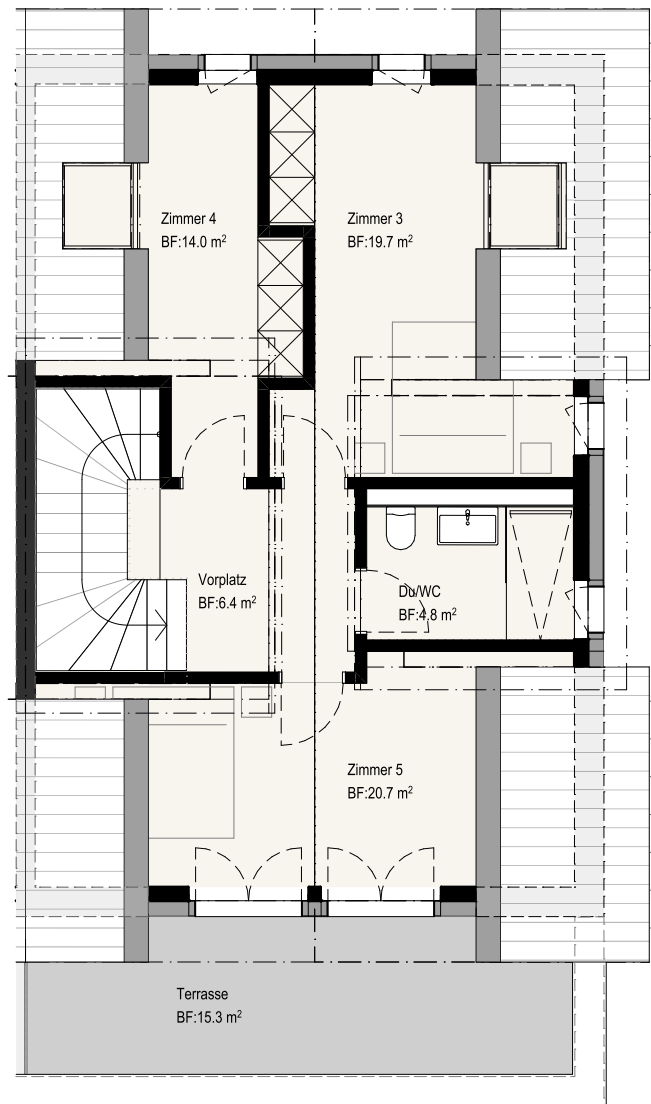 Zimmer 4
BF:14.0 m²
Zimmer 3
BF:19.7 m²
Vorplatz
BF:6.4 m²
Du/WC
BF:4.8 m²
Zimmer 5
BF:20.7 m²
Terrasse
BF:15.3 m²